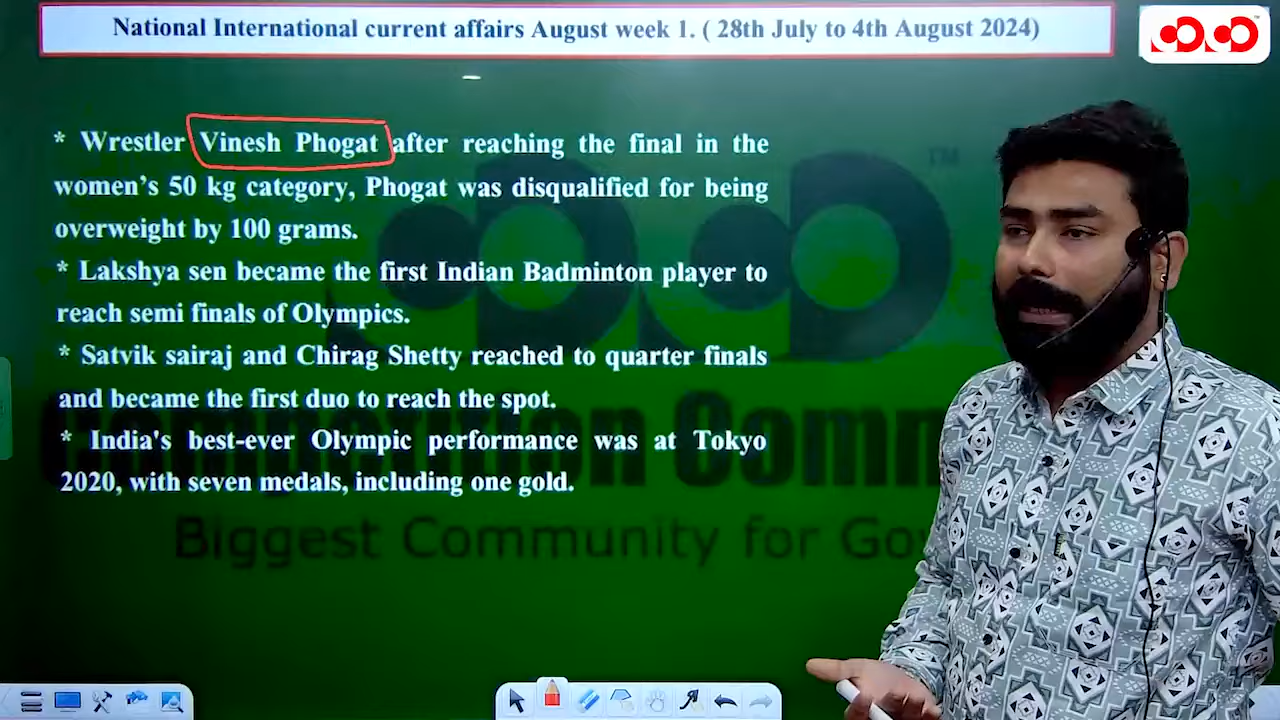 National International current affairs August week 1. ( 28th July to 4th August 2024)
* Wrestler Vinesh Phogat after reaching the final in the
women's 50 kg category, Phogat was disqualified for being
overweight by 100 grams.
* Lakshya sen became the first Indian Badminton player to
reach semi finals of Olympics.
* Satvik sairaj and Chirag Shetty reached to quarter finals
and became the first duo to reach the spot.
* India's best-ever Olympic performance was at Tokyo
2020, with seven medals, including one gold.
Biggest Community for